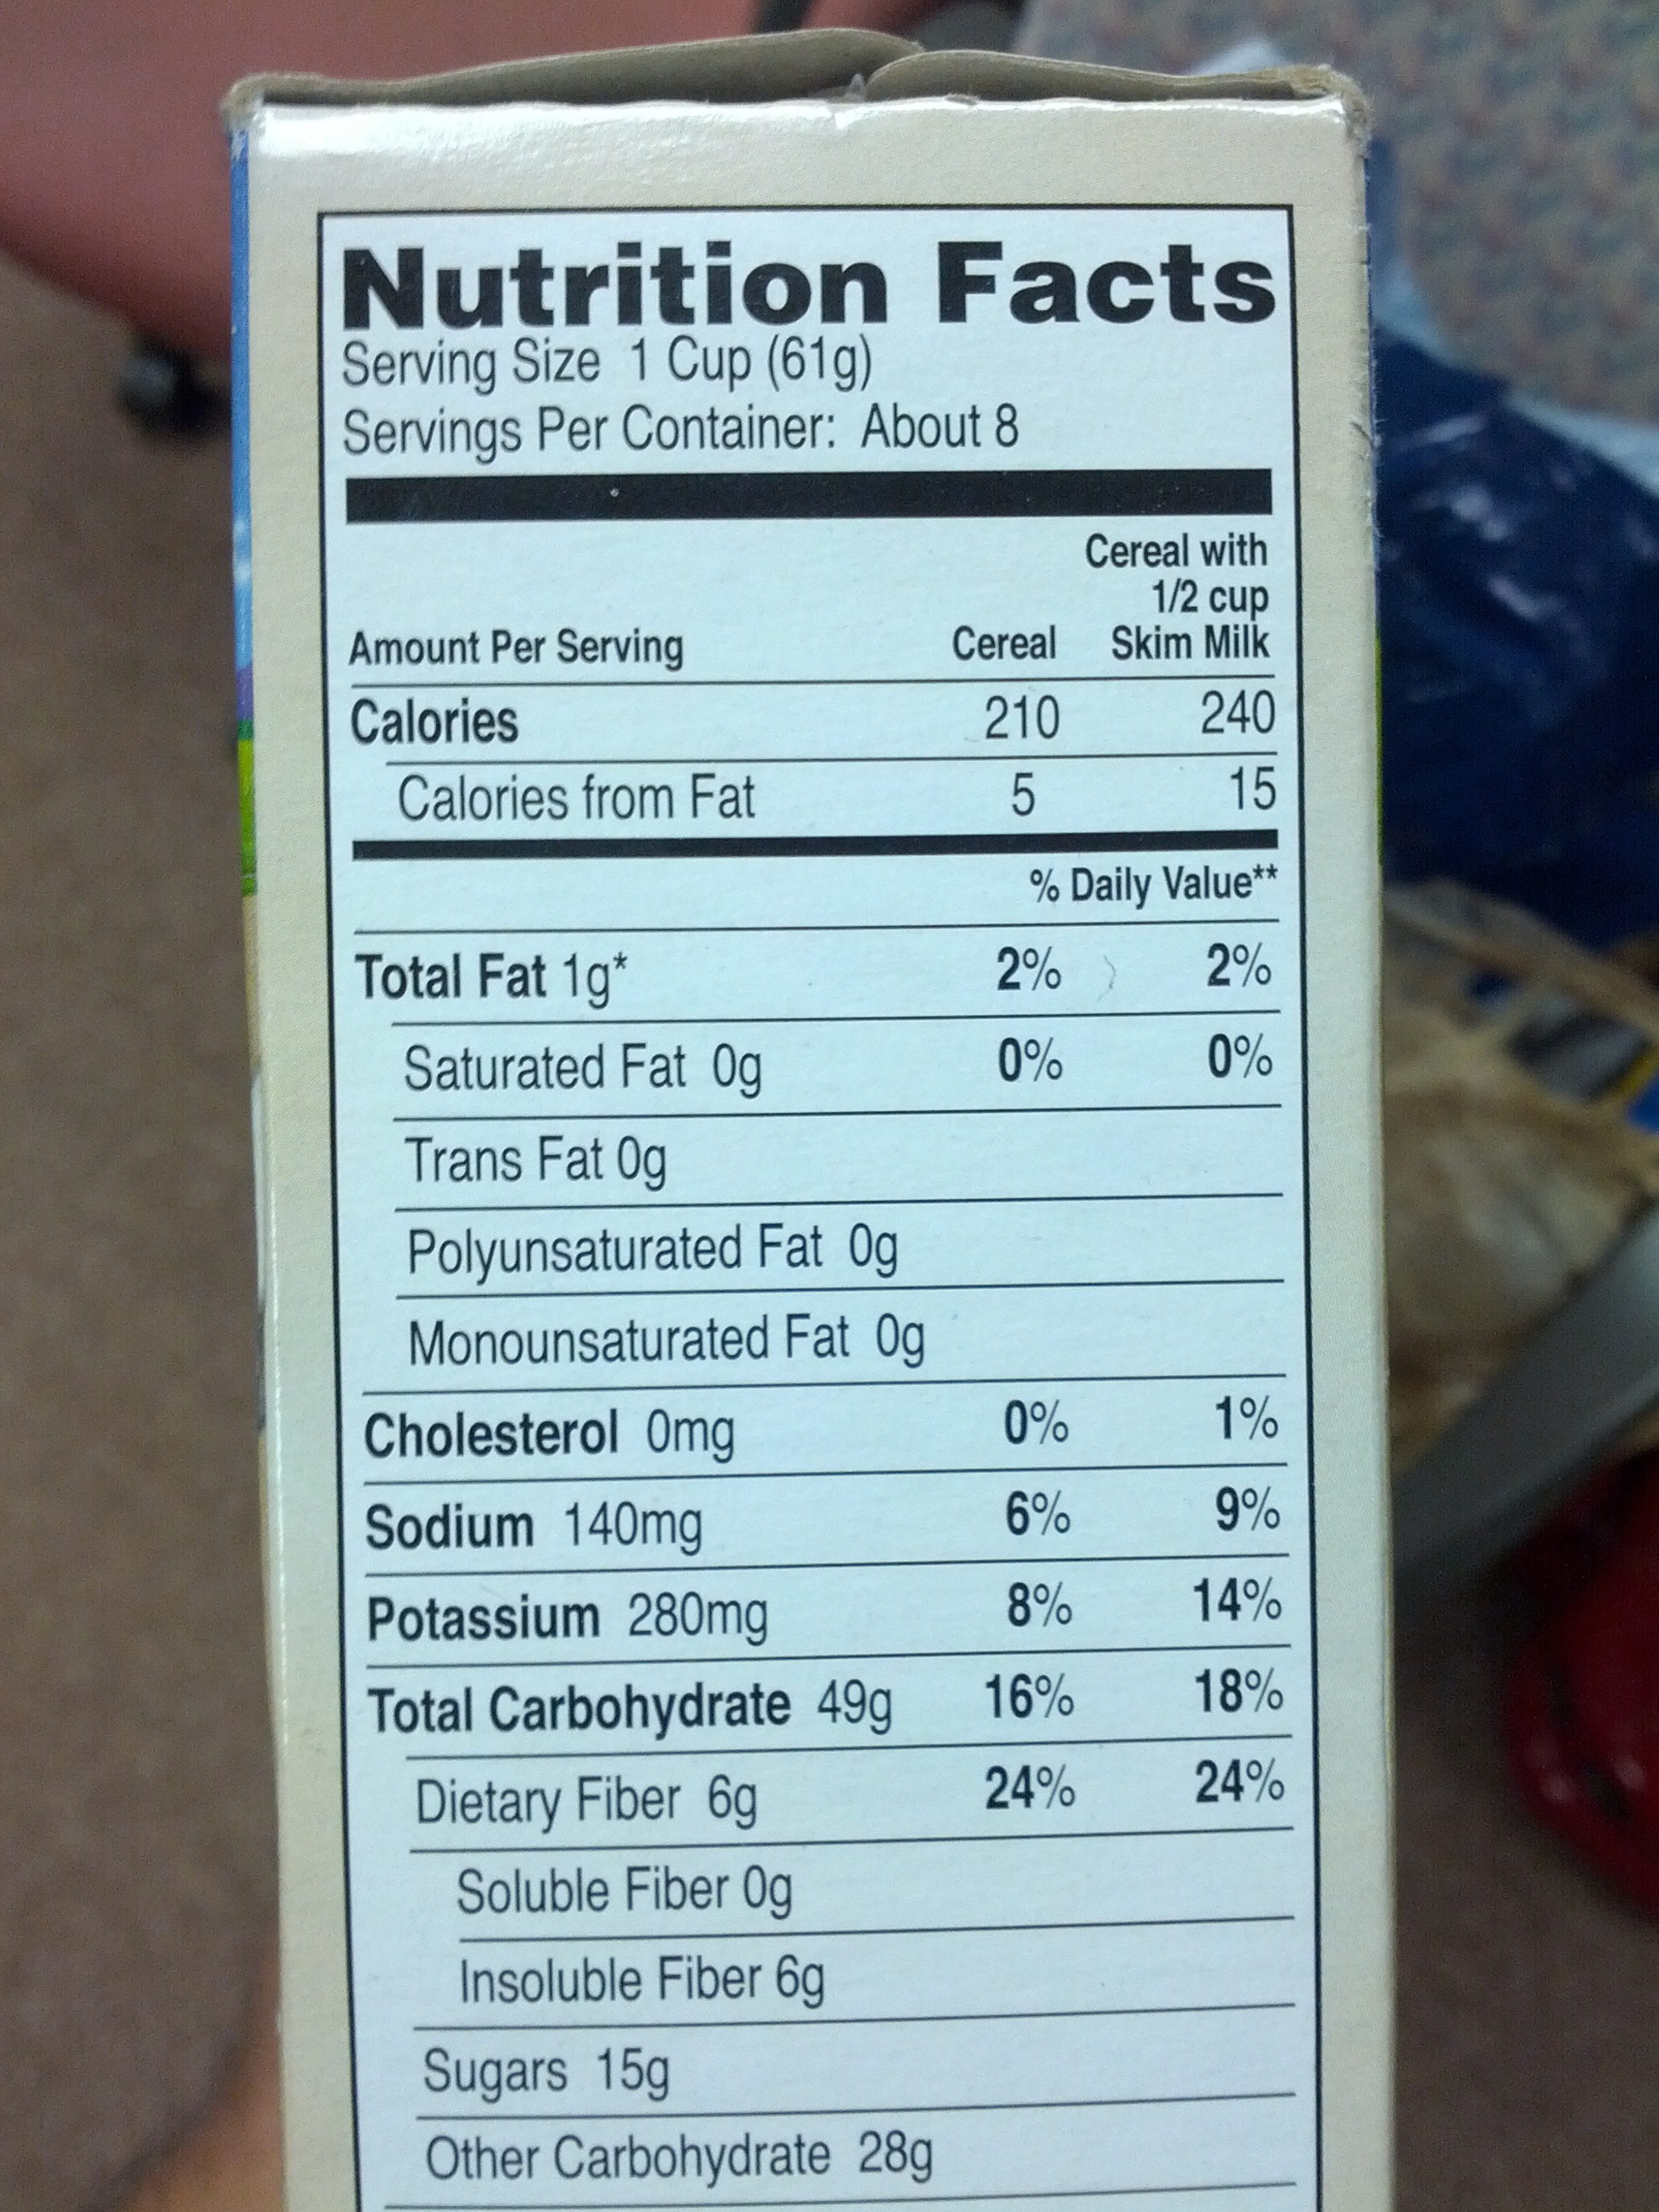 Nutrition Facts
Serving Size 1 Cup (61g)
Servings Per Container: About 8
Cereal with
1/2 cup
Amount Per Serving Cereal Skim Milk
Calories 210 240
Calories from Fat 5 15
% Daily Value**
Total Fat 1g* 2% 2%
Saturated Fat 0g 0% 0%
Trans Fat 0g
Polyunsaturated Fat 0g
Monounsaturated Fat 0g
Cholesterol 0mg 0% 1%
Sodium 140mg 6% 9%
Potassium 280mg 8% 14%
Total Carbohydrate 49g 16% 18%
Dietary Fiber 6g 24% 24%
Soluble Fiber 0g
Insoluble Fiber 6g
Sugars 15g
Other Carbohydrate 28g